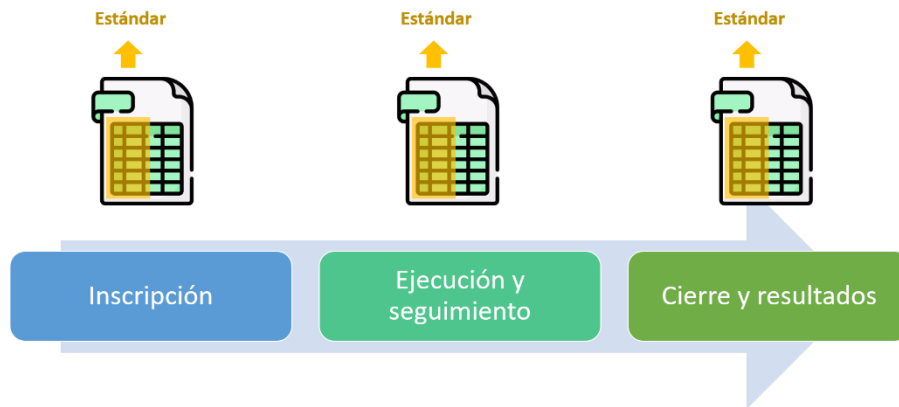 Estándar
Estándar
Estándar
Inscripción
Ejecución y
seguimiento
Cierre y resultados